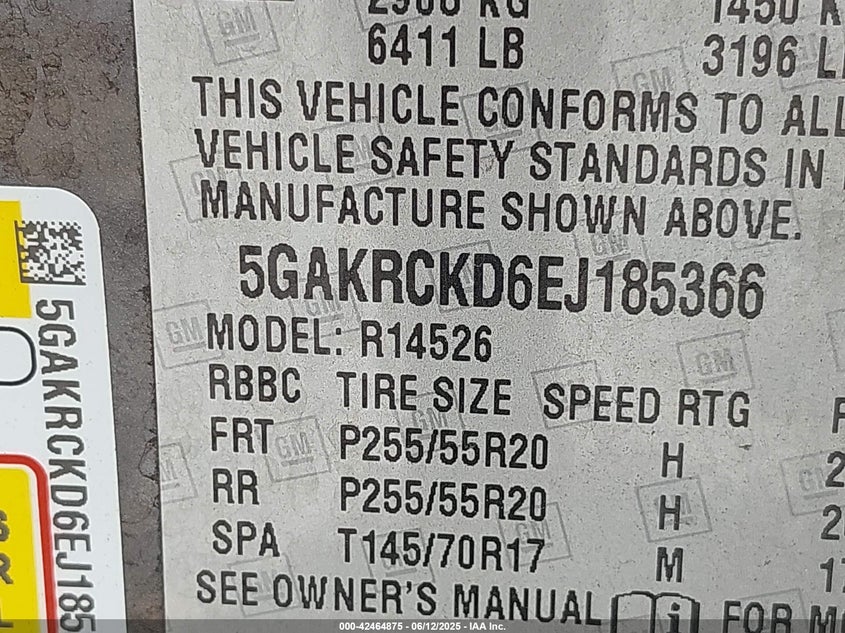 6411 LB 3196
THIS VEHICLE CONFORMS TO ALL
VEHICLE SAFETY STANDARDS IN
MANUFACTURE SHOWN ABOVE.
5GAKRCKD6EJ185366
MODEL: R14526
RBBC TIRE SIZE SPEED RTG
FRT P255/55R20 H
RR P255/55R20 H
SPA T145/70R17 M
SEE OWNER'S MANUAL FOR
5GAKRCKD6EJ185
GM
000-42464875 - 06/12/2025 - IAA Inc.